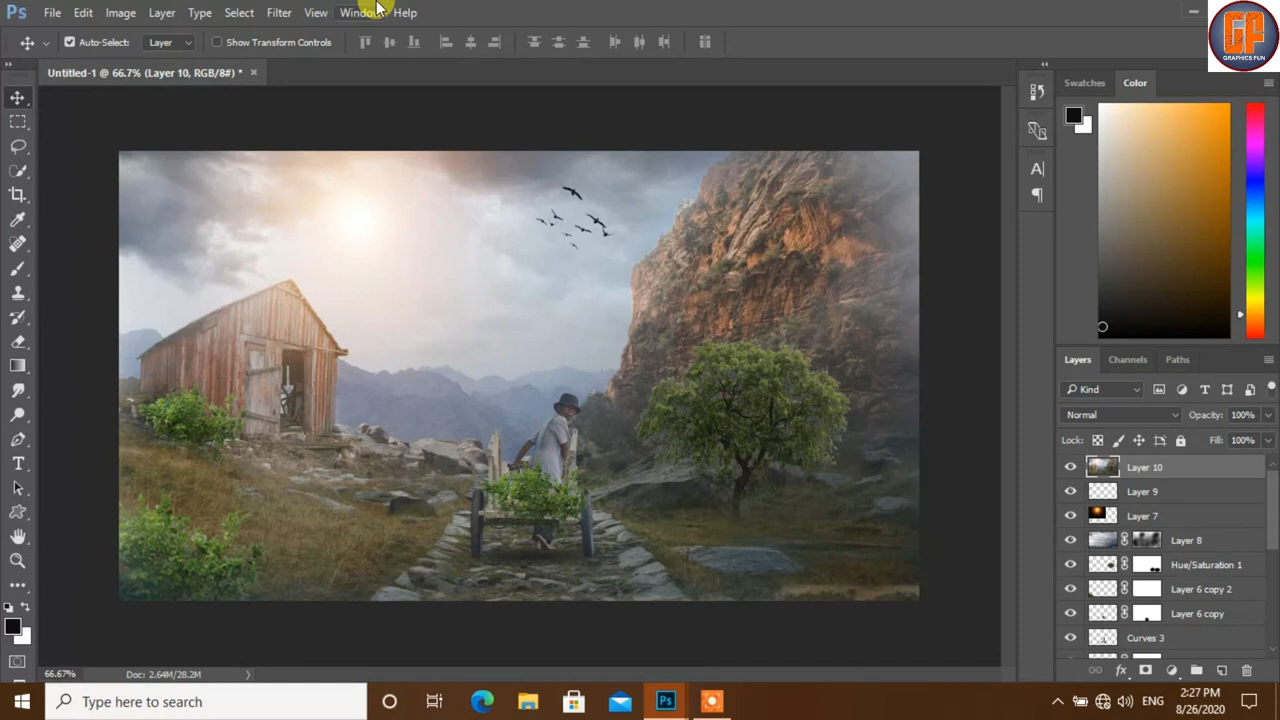 Ps File Edit Image Layer Type Select Filter View Window Help
GF
GRAPHICS FUN
Auto-Select: Layer Show Transform Controls
Untitled-1 @ 66.7% (Layer 10, RGB/8#) *
Swatches Color
Layers Channels Paths
Kind
Normal Opacity: 100%
Lock: Fill: 100%
Layer 10
Layer 9
Layer 7
Layer 8
Hue/Saturation 1
Layer 6 copy 2
Layer 6 copy
Curves 3
66.67% Doc: 2.64M/28.2M
fx
Type here to search
Ps
ENG
2:27 PM
8/26/2020